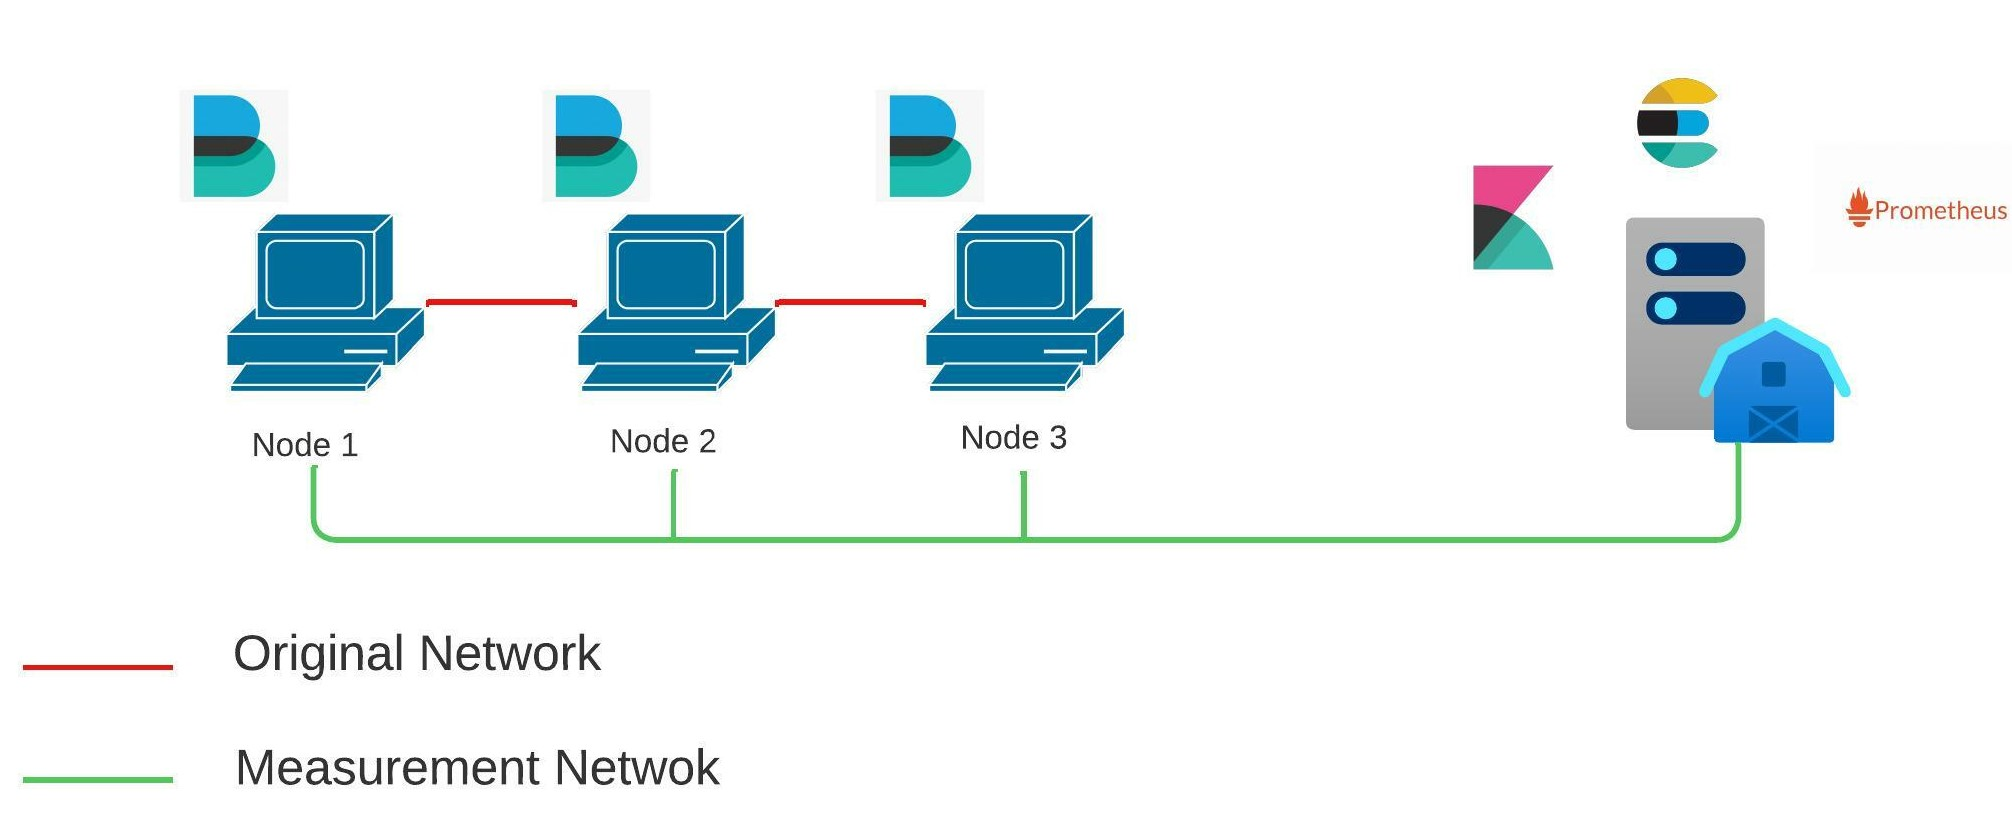 Prometheus
Node 1
Node 2
Node 3
Original Network
Measurement Netwok